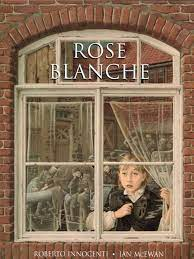 ROSE
BLANCHE
ROBERTO INNOCENTI • IAN McEWAN